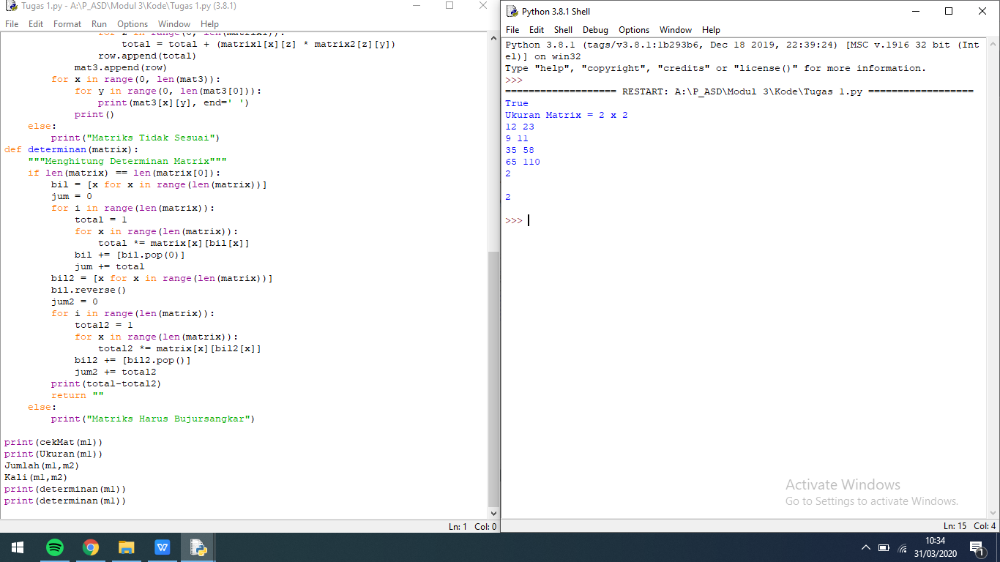 Tugas 1.py - A:\P_ASD\Modul 3\Kode\Tugas 1.py (3.8.1)
File Edit Format Run Options Window Help
            for z in range(0, len(matrix1)):
                    total = total + (matrix1[x][z] * matrix2[z][y])
                row.append(total)
            mat3.append(row)
        for x in range(0, len(mat3)):
            for y in range(0, len(mat3[0])):
                print(mat3[x][y], end=' ')
            print()
    else:
        print("Matriks Tidak Sesuai")
def determinan(matrix):
    """Menghitung Determinan Matrix"""
    if len(matrix) == len(matrix[0]):
        bil = [x for x in range(len(matrix))]
        jum = 0
        for i in range(len(matrix)):
            total = 1
            for x in range(len(matrix)):
                total *= matrix[x][bil[x]]
            bil += [bil.pop(0)]
            jum += total
        bil2 = [x for x in range(len(matrix))]
        bil.reverse()
        jum2 = 0
        for i in range(len(matrix)):
            total2 = 1
            for x in range(len(matrix)):
                total2 *= matrix[x][bil2[x]]
            bil2 += [bil2.pop()]
            jum2 += total2
        print(total-total2)
        return ""
    else:
        print("Matriks Harus Bujursangkar")
print(cekMat(m1))
print(Ukuran(m1))
Jumlah(m1,m2)
Kali(m1,m2)
print(determinan(m1))
print(determinan(m1))
Ln: 1 Col: 0
Python 3.8.1 Shell
File Edit Shell Debug Options Window Help
Python 3.8.1 (tags/v3.8.1:1b293b6, Dec 18 2019, 22:39:24) [MSC v.1916 32 bit (Int
el)] on win32
Type "help", "copyright", "credits" or "license()" for more information.
>>>
=================== RESTART: A:\P_ASD\Modul 3\Kode\Tugas 1.py ==================
True
Ukuran Matrix = 2 x 2
12 23
9 11
35 58
65 110
2
2
>>>
Activate Windows
Go to Settings to activate Windows.
Ln: 15 Col: 4
10:34
31/03/2020
1